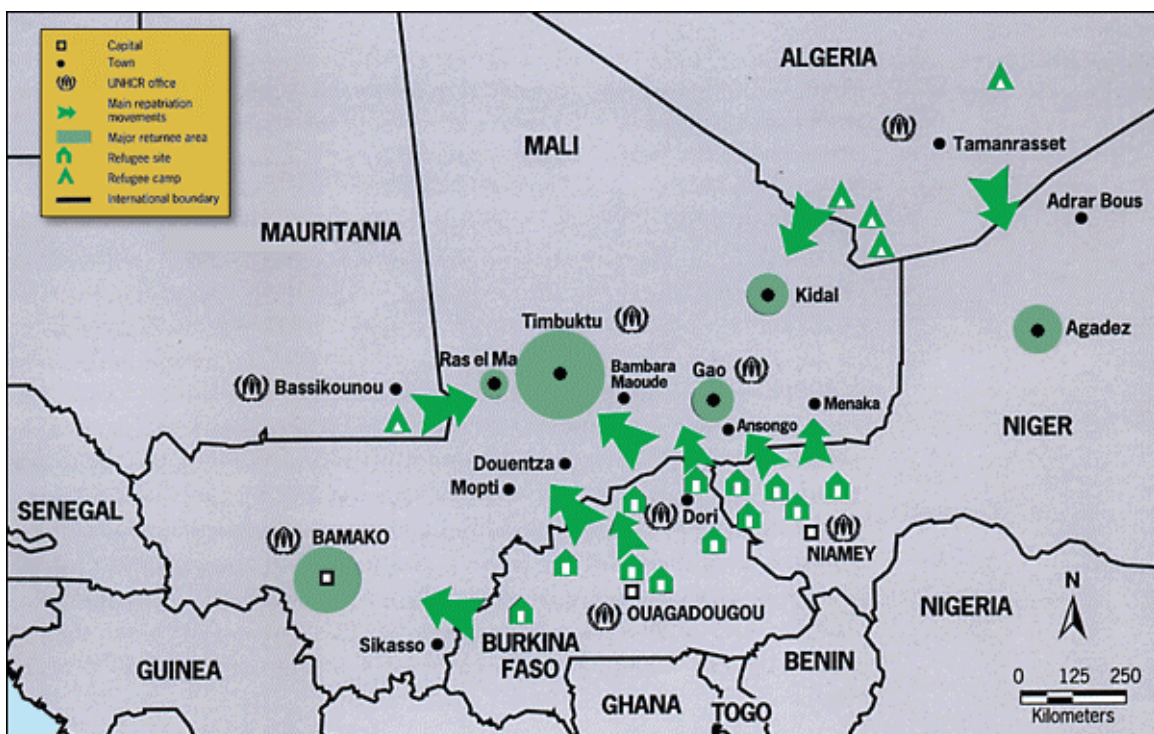 Capital
Town
UNHCR office
Main repatriation
movements
Major returnee area
Refugee site
Refugee camp
International boundary
ALGERIA
MALI
Tamanrasset
Adrar Bous
MAURITANIA
Kidal
Timbuktu
Agadez
Ras el Ma
Bambara
Maoude
Gao
Bassikounou
Menaka
Ansongo
NIGER
Douentza
Mopti
SENEGAL
Dori
BAMAKO
NIAMEY
N
OUAGADOUGOU
NIGERIA
Sikasso
BURKINA
FASO
BENIN
GUINEA
GHANA
TOGO
0 125 250
Kilometers